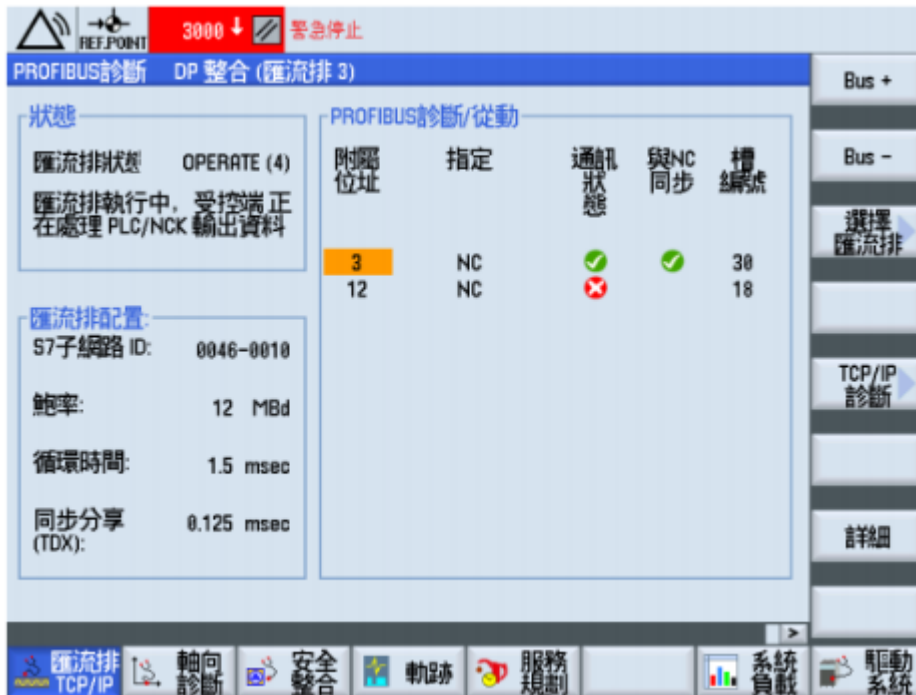 REF.POINT
3000 ↓ 警急停止
PROFIBUS診斷 DP 整合 (匯流排 3)
Bus +
Bus -
選擇
匯流排
TCP/IP
診斷
詳細
狀態
匯流排狀態 OPERATE (4)
匯流排執行中，受控端 正
在處理 PLC/NCK 輸出資料
匯流排配置:
S7子網路 ID: 0046-0010
鮑率: 12 MBd
循環時間: 1.5 msec
同步分享
(TDX): 0.125 msec
PROFIBUS診斷/從動
附屬 指定 通訊 與NC 槽
位址 狀 同步 編號
態
3 NC 30
12 NC 18
>
匯流排
TCP/IP
軸向
診斷
安全
整合
軌跡
服務
規劃
系統
負載
驅動
系統